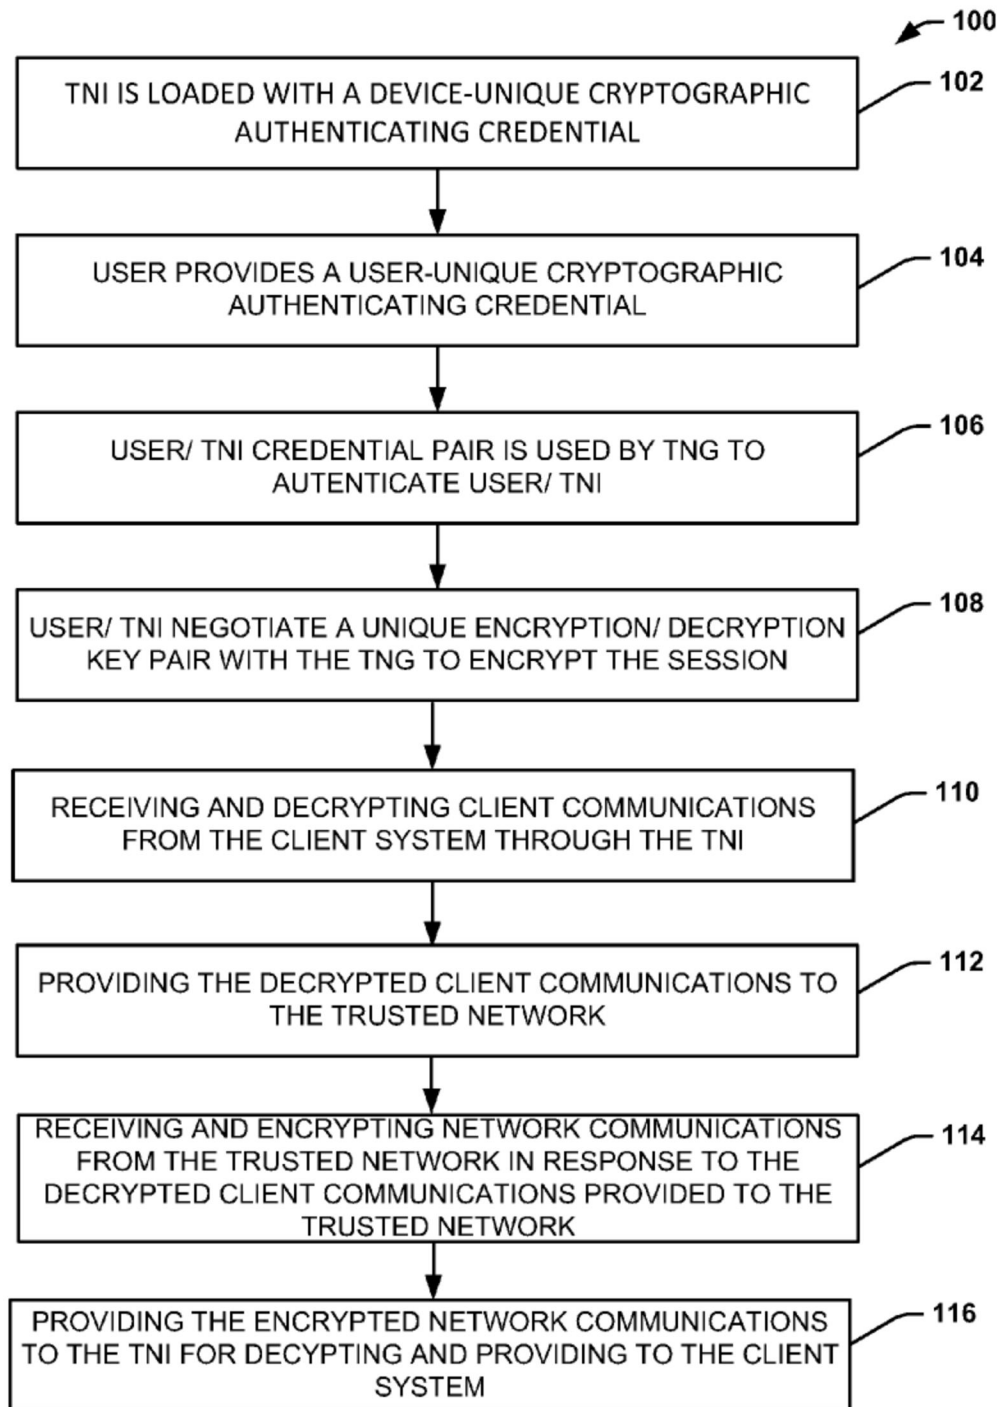 100
TNI IS LOADED WITH A DEVICE-UNIQUE CRYPTOGRAPHIC
AUTHENTICATING CREDENTIAL
102
USER PROVIDES A USER-UNIQUE CRYPTOGRAPHIC
AUTHENTICATING CREDENTIAL
104
USER/ TNI CREDENTIAL PAIR IS USED BY TNG TO
AUTENTICATE USER/ TNI
106
USER/ TNI NEGOTIATE A UNIQUE ENCRYPTION/ DECRYPTION
KEY PAIR WITH THE TNG TO ENCRYPT THE SESSION
108
RECEIVING AND DECRYPTING CLIENT COMMUNICATIONS
FROM THE CLIENT SYSTEM THROUGH THE TNI
110
PROVIDING THE DECRYPTED CLIENT COMMUNICATIONS TO
THE TRUSTED NETWORK
112
RECEIVING AND ENCRYPTING NETWORK COMMUNICATIONS
FROM THE TRUSTED NETWORK IN RESPONSE TO THE
DECRYPTED CLIENT COMMUNICATIONS PROVIDED TO THE
TRUSTED NETWORK
114
PROVIDING THE ENCRYPTED NETWORK COMMUNICATIONS
TO THE TNI FOR DECYPTING AND PROVIDING TO THE CLIENT
SYSTEM
116